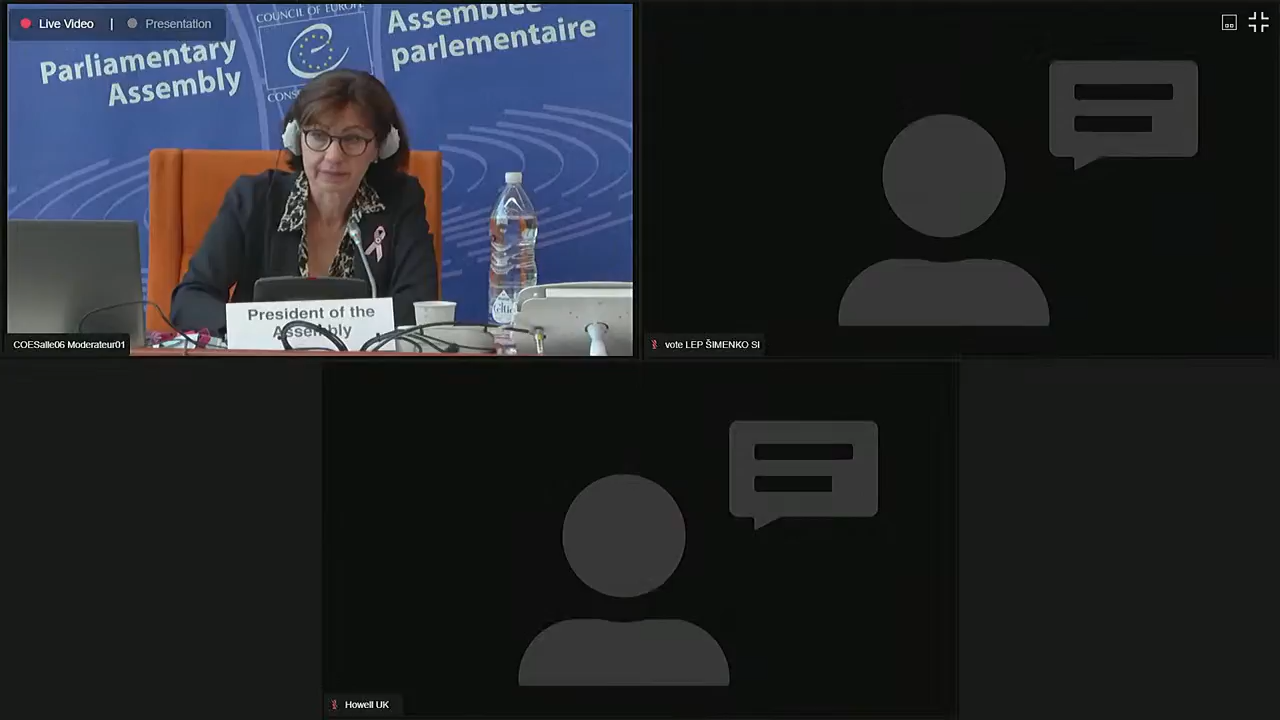 Live Video | Presentation
Parliamentary
Assembly
COUNCIL OF EUROPE
Assemblée
parlementaire
President of the
Assembly
COESalle06 Moderateur01
vote LEP ŠIMENKO SI
Howell UK